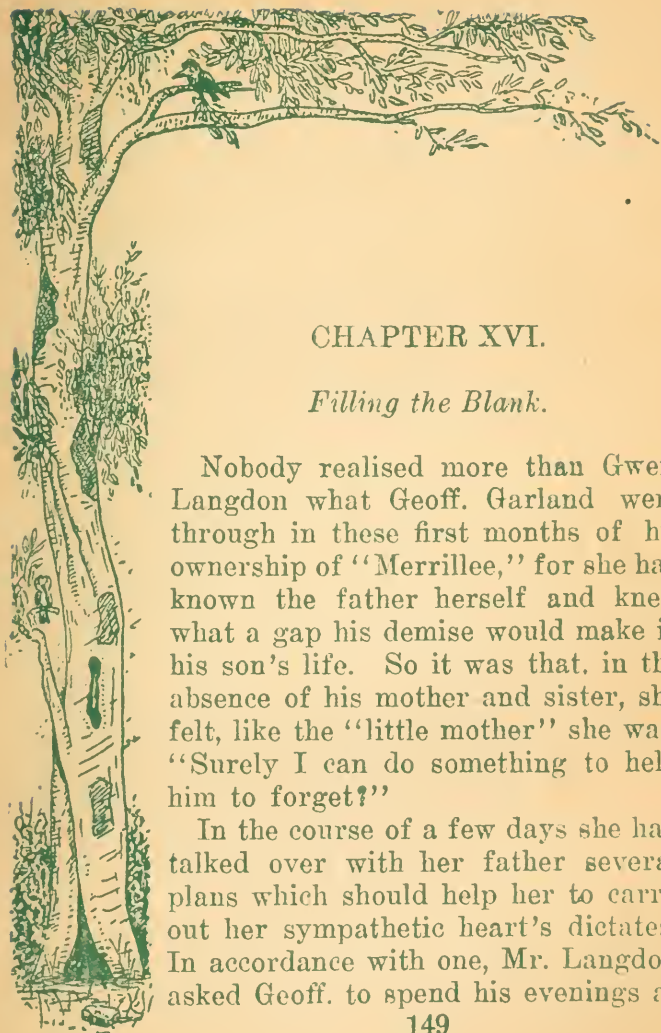 CHAPTER XVI.
Filling the Blank.
Nobody realised more than Gwe
Langdon what Geoff. Garland wen
through in these first months of h
ownership of "Merrillee," for she ha
known the father herself and kne
what a gap his demise would make i
his son's life. So it was that. in th
absence of his mother and sister, sh
felt, like the "little mother" she wa
"Surely I can do something to hel
him to forget?"
In the course of a few days she ha
talked over with her father severa
plans which should help her to carr
out her sympathetic heart's dictate
In accordance with one, Mr. Langdo
asked Geoff. to spend his evenings a
149